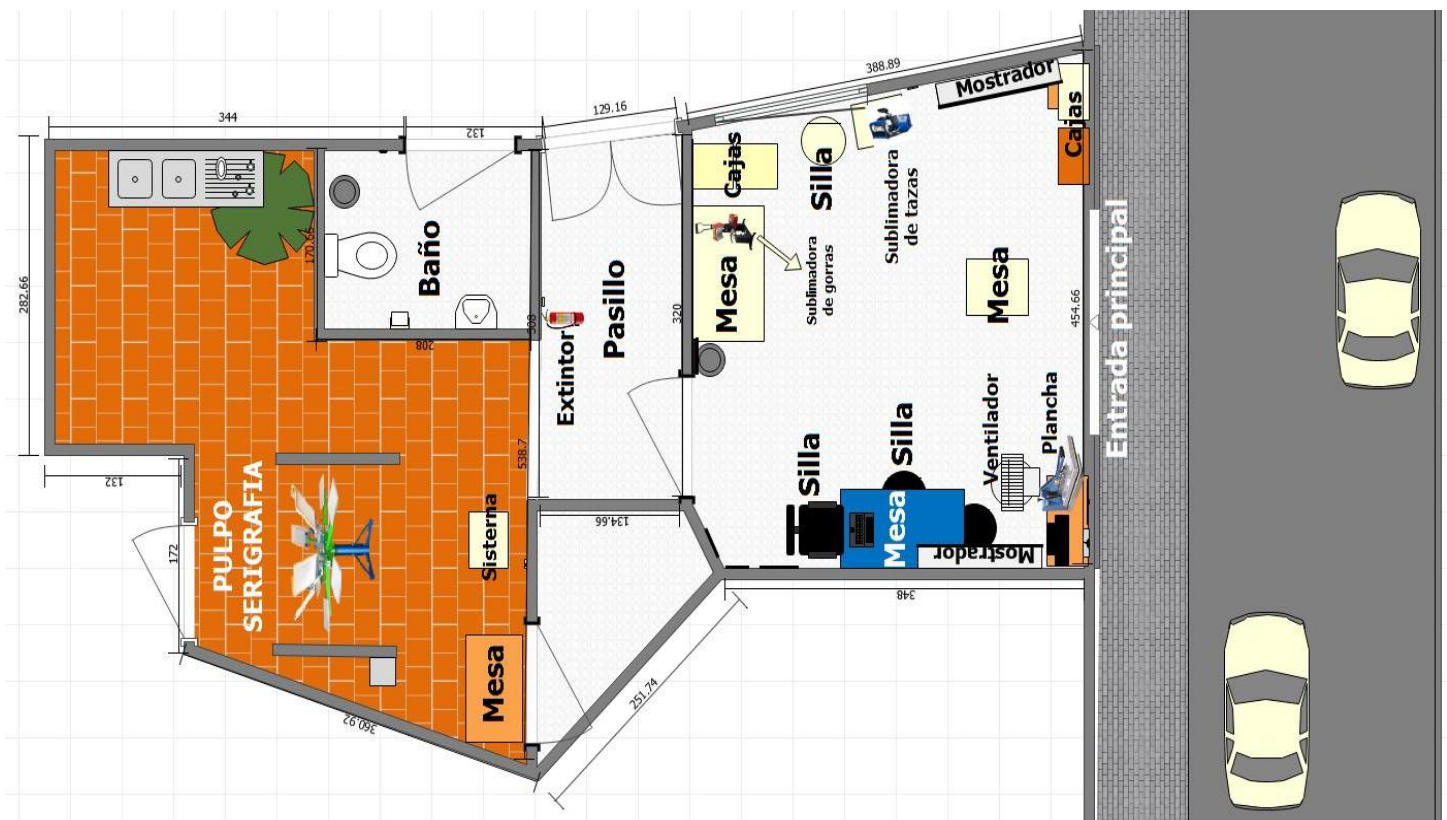 344
132
129.16
388.89
Mostrador
Cajas
Cajas
Silla
Sublimadora
de tazas
282.66
170.66
Baño
Pasillo
Mesa
Sublimadora
de gorras
Mesa
454.66
Entrada principal
320
308
208
Extintor
538.7
132
172
PULPO
SERIGRAFIA
Sisterna
134.66
Silla
Silla
Ventilador
Plancha
Mesa
Mostrador
348
Mesa
251.74
360.92